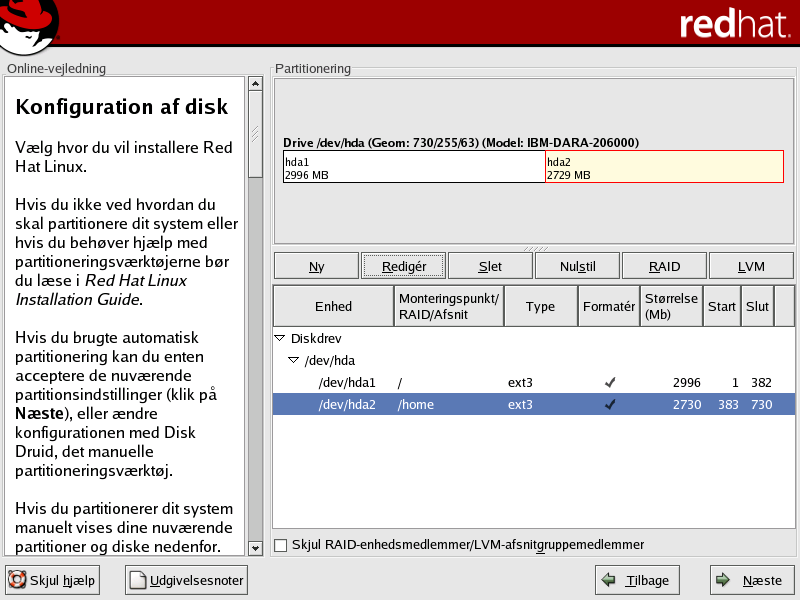 redhat.
Online-vejledning
Konfiguration af disk
Vælg hvor du vil installere Red
Hat Linux.
Hvis du ikke ved hvordan du
skal partitionere dit system eller
hvis du behøver hjælp med
partitioneringsværktøjerne bør
du læse i Red Hat Linux
Installation Guide.
Hvis du brugte automatisk
partitionering kan du enten
acceptere de nuværende
partitionsindstillinger (klik på
Næste), eller ændre
konfigurationen med Disk
Druid, det manuelle
partitioneringsværktøj.
Hvis du partitionerer dit system
manuelt vises dine nuværende
partitioner og diske nedenfor.
Partitionering
Drive /dev/hda (Geom: 730/255/63) (Model: IBM-DARA-206000)
hda1 hda2
2996 MB 2729 MB
Ny Redigér Slet Nulstil RAID LVM
Enhed Monteringspunkt/ Type Formatér Størrelse Start Slut
RAID/Afsnit (Mb)
Diskdrev
/dev/hda
/dev/hda1 / ext3 2996 1 382
/dev/hda2 /home ext3 2730 383 730
Skjul RAID-enhedsmedlemmer/LVM-afsnitgruppemedlemmer
Skjul hjælp Udgivelsesnoter Tilbage Næste